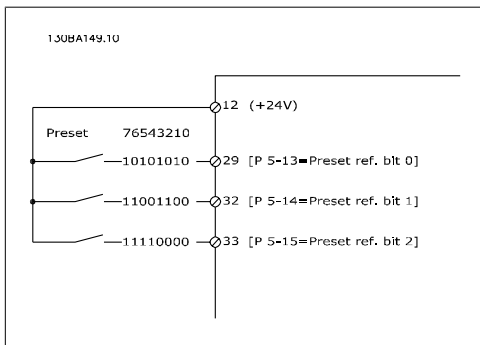 130BA149.10
12 (+24V)
Preset 76543210
10101010 29 [P 5-13=Preset ref. bit 0]
11001100 32 [P 5-14=Preset ref. bit 1]
11110000 33 [P 5-15=Preset ref. bit 2]